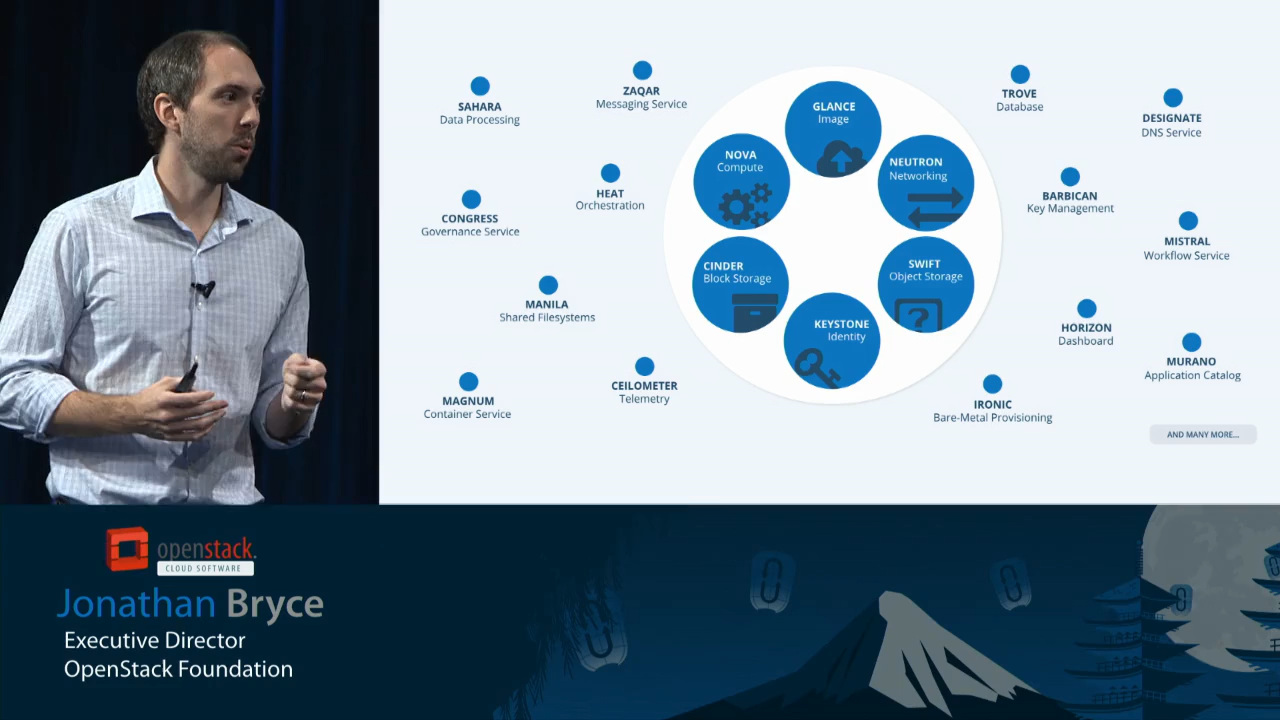 SAHARA
Data Processing
ZAQAR
Messaging Service
CONGRESS
Governance Service
HEAT
Orchestration
MANILA
Shared Filesystems
MAGNUM
Container Service
CEILOMETER
Telemetry
GLANCE
Image
NOVA
Compute
NEUTRON
Networking
CINDER
Block Storage
SWIFT
Object Storage
KEYSTONE
Identity
TROVE
Database
DESIGNATE
DNS Service
BARBICAN
Key Management
MISTRAL
Workflow Service
HORIZON
Dashboard
MURANO
Application Catalog
IRONIC
Bare-Metal Provisioning
AND MANY MORE...
openstack.
CLOUD SOFTWARE
Jonathan Bryce
Executive Director
OpenStack Foundation